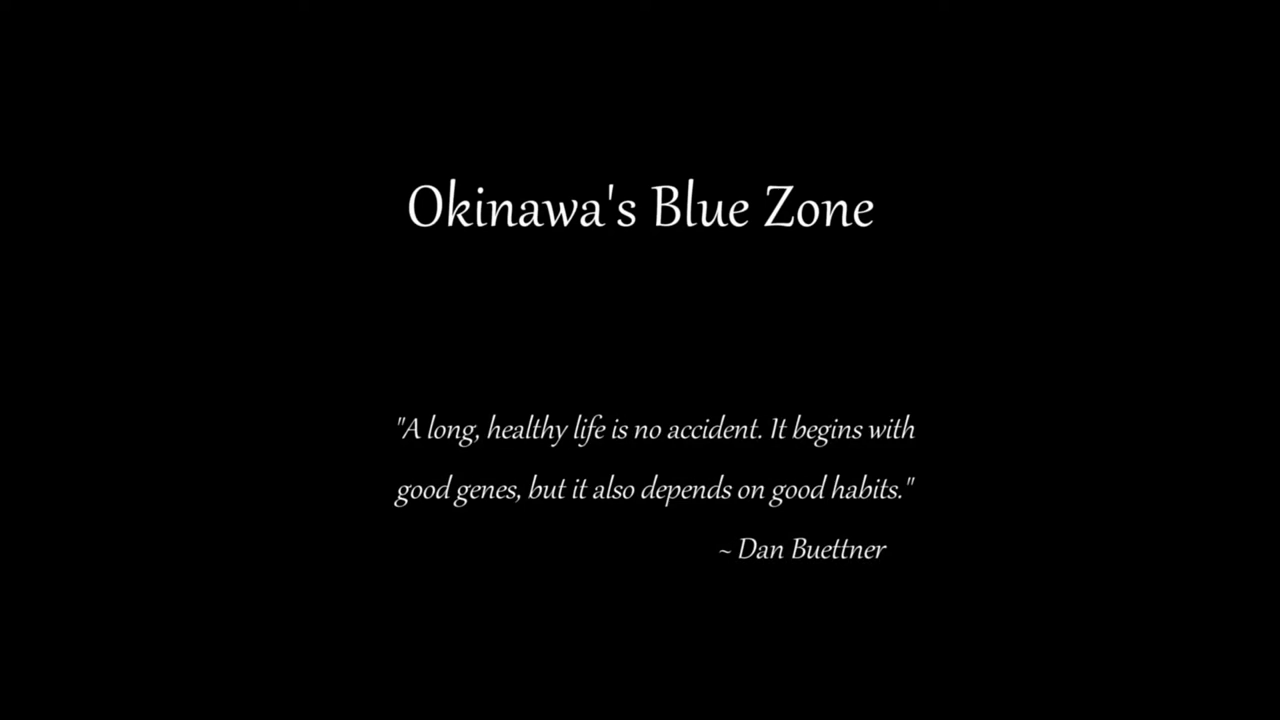 Okinawa's Blue Zone
"A long, healthy life is no accident. It begins with
good genes, but it also depends on good habits."
~ Dan Buettner